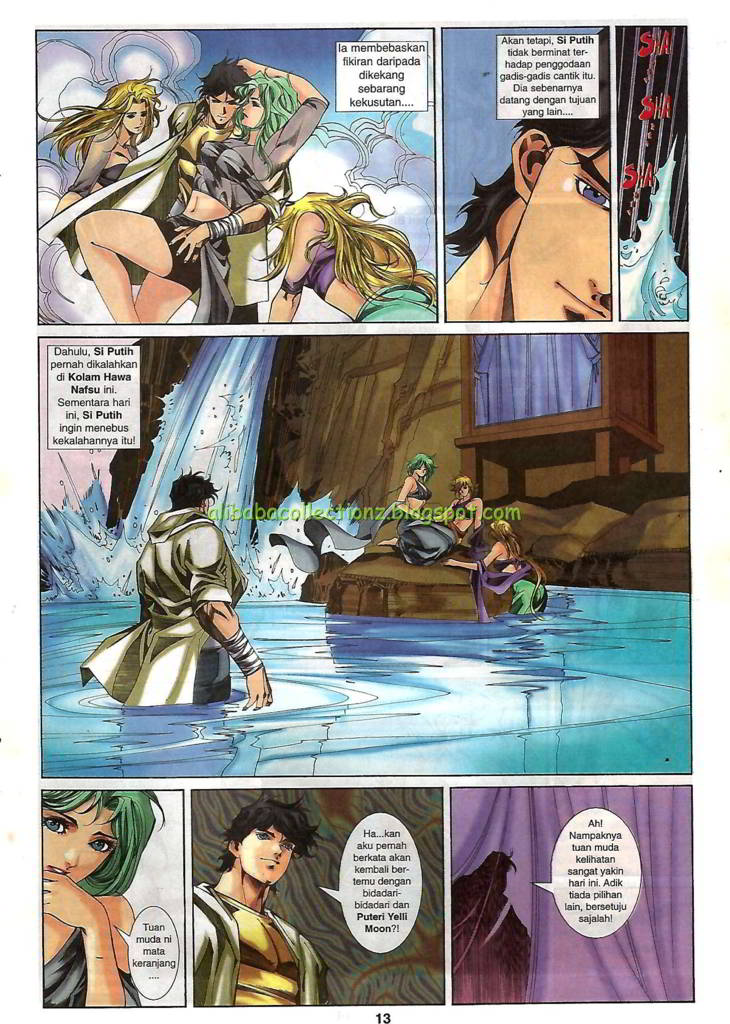 Ia membebaskan
fikiran daripada
dikekang
sebarang
kekusutan....
Akan tetapi, Si Putih
tidak berminat ter-
hadap penggodaan
gadis-gadis cantik itu.
Dia sebenarnya
datang dengan tujuan
yang lain....
SYA
SYA
SYA
Dahulu, Si Putih
pernah dikalahkan
di Kolam Hawa
Nafsu ini.
Sementara hari
ini, Si Putih
ingin menebus
kekalahannya itu!
alibabacollectionz.blogspot.com
Tuan
muda ni
mata
keranjang
....
Ha...kan
aku pernah
berkata akan
kembali ber-
temu dengan
bidadari-
bidadari dan
Puteri Yelli
Moon?!
Ah!
Nampaknya
tuan muda
kelihatan
sangat yakin
hari ini. Adik
tiada pilihan
lain, bersetuju
sajalah!
13